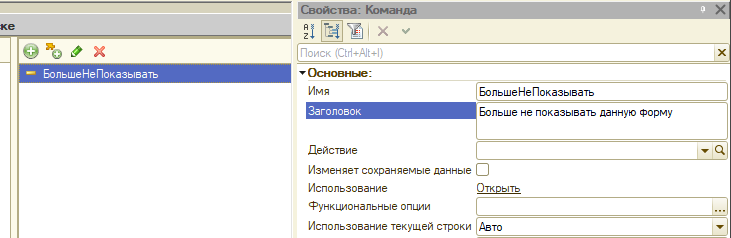 ске
БольшеНеПоказывать
Свойства: Команда
Поиск (Ctrl+Alt+I)
Основные:
Имя БольшеНеПоказывать
Заголовок Больше не показывать данную форму
Действие
Изменяет сохраняемые данные
Использование Открыть
Функциональные опции ...
Использование текущей строки Авто